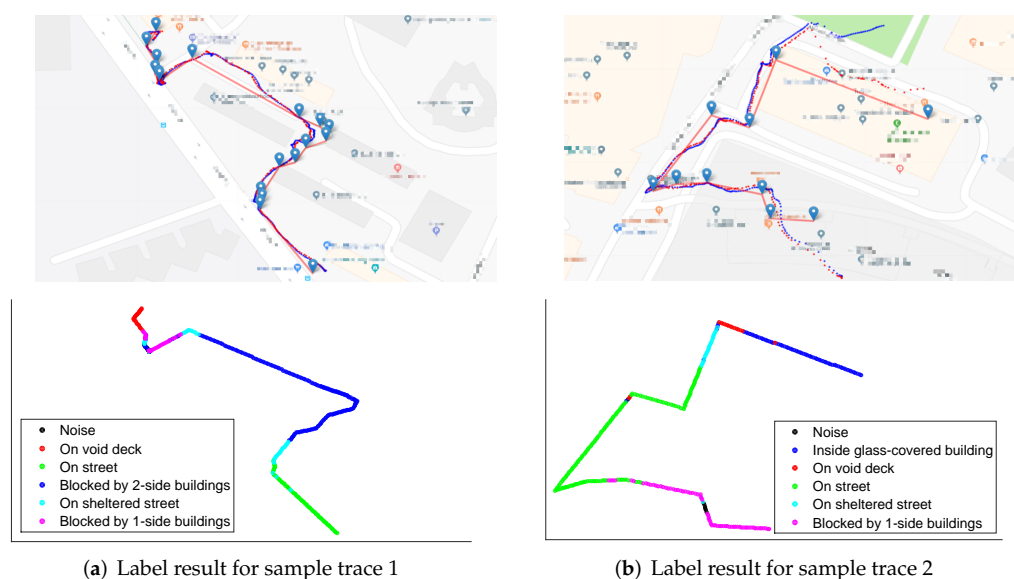 Noise
On void deck
On street
Blocked by 2-side buildings
On sheltered street
Blocked by 1-side buildings
Noise
Inside glass-covered building
On void deck
On street
On sheltered street
Blocked by 1-side buildings
(a) Label result for sample trace 1
(b) Label result for sample trace 2